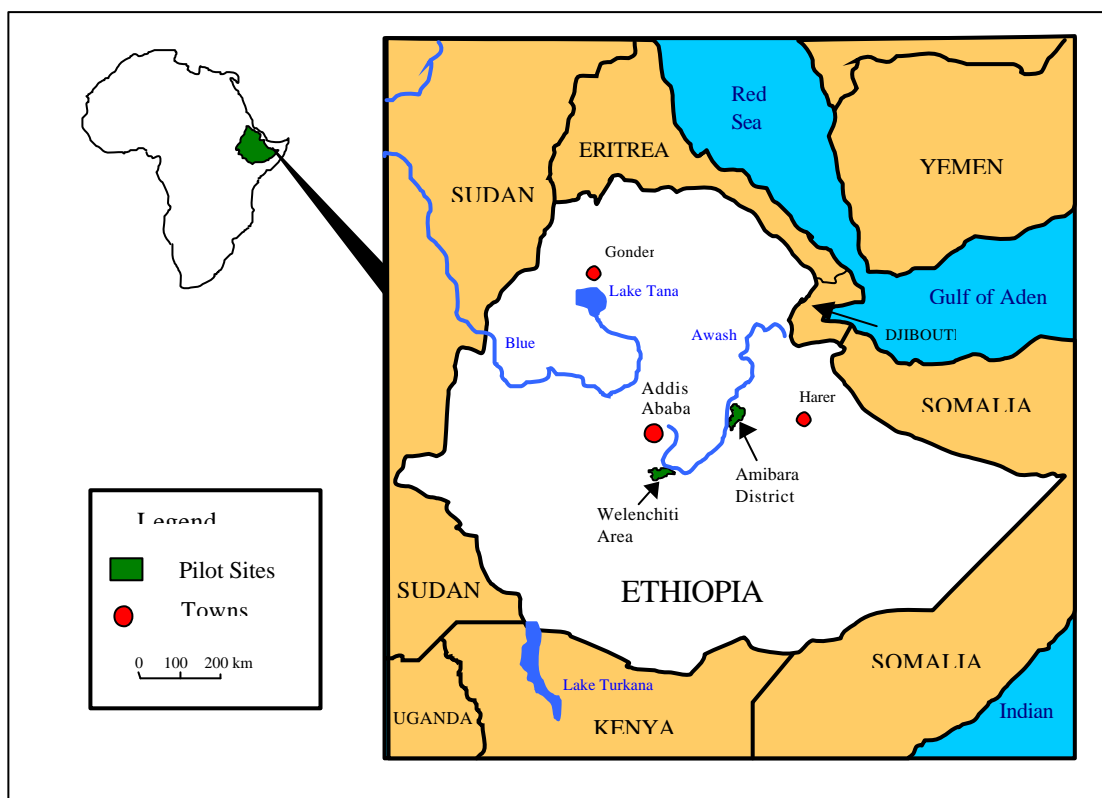 Red
Sea
ERITREA
YEMEN
SUDAN
Gonder
Lake Tana
Gulf of Aden
Awash
DJIBOUTI
Blue
Addis
Ababa
Harer
SOMALIA
Amibara
District
Welenchiti
Area
Legend
Pilot Sites
ETHIOPIA
SUDAN
Towns
SOMALIA
0 100 200 km
Lake Turkana
Indian
UGANDA
KENYA